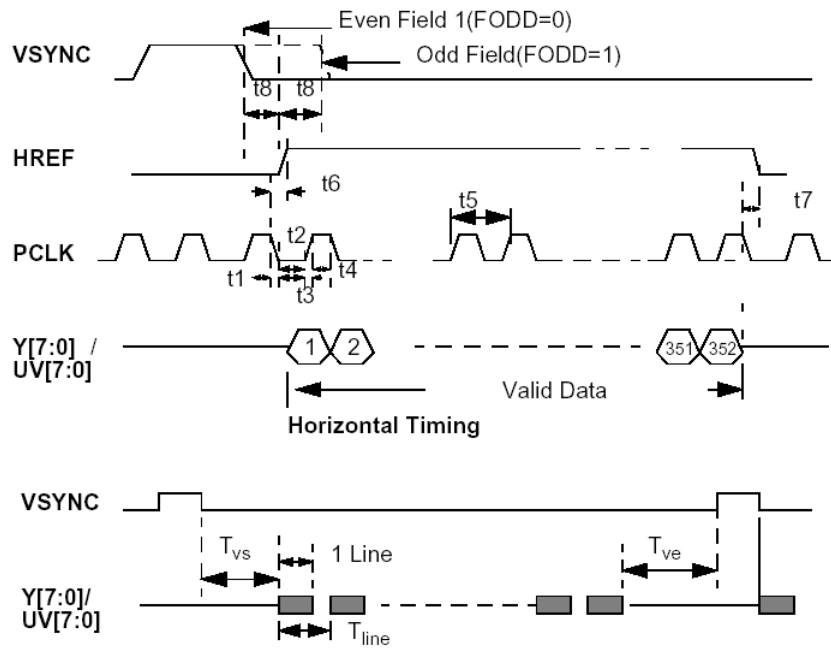 Even Field 1(FODD=0)
VSYNC
Odd Field(FODD=1)
t8 t8
HREF
t6
t5
t7
t2
PCLK
t1
t4
t3
Y[7:0] /
UV[7:0]
1 2 351 352
Valid Data
Horizontal Timing
VSYNC
Tvs
1 Line
Tve
Y[7:0]/
UV[7:0]
Tline